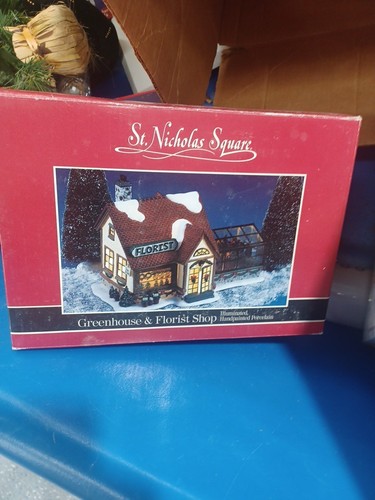 St. Nicholas Square
FLORIST
Greenhouse & Florist Shop
Illuminated,
Handpainted Porcelain